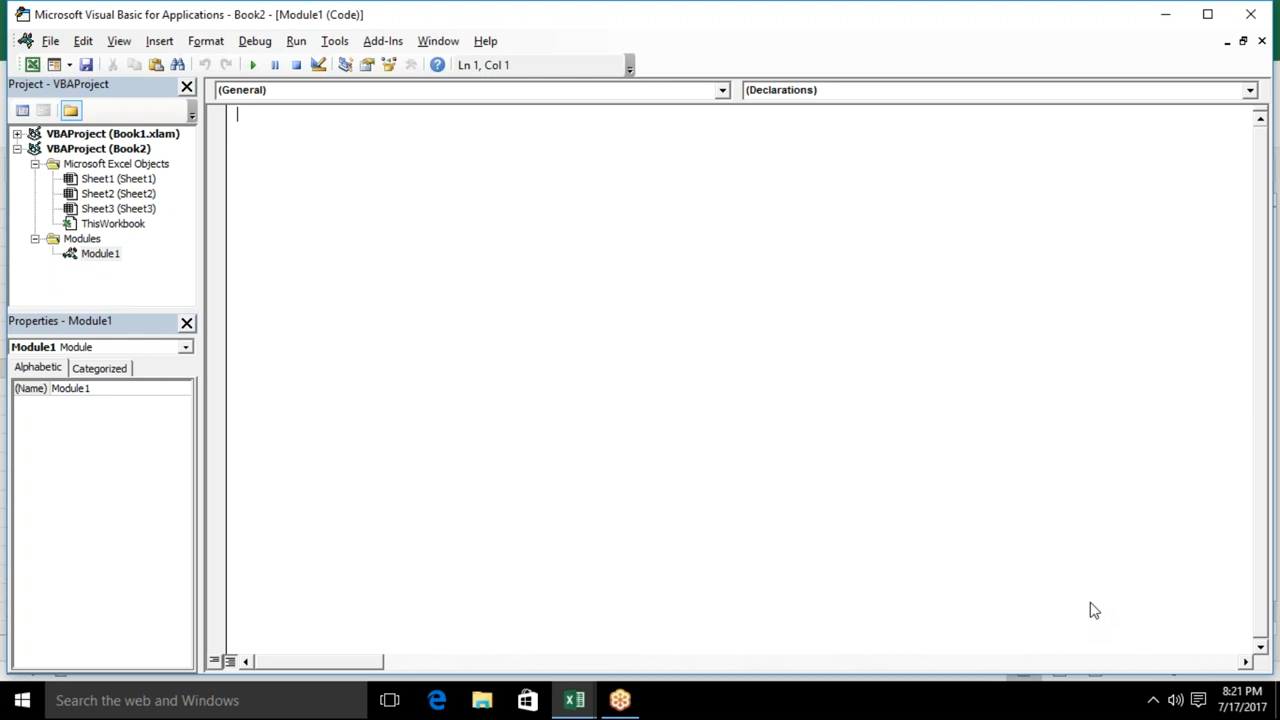 Microsoft Visual Basic for Applications - Book2 - [Module1 (Code)]
File Edit View Insert Format Debug Run Tools Add-Ins Window Help
Ln 1, Col 1
Project - VBAProject
(General) (Declarations)
VBAProject (Book1.xlam)
VBAProject (Book2)
Microsoft Excel Objects
Sheet1 (Sheet1)
Sheet2 (Sheet2)
Sheet3 (Sheet3)
ThisWorkbook
Modules
Module1
Properties - Module1
Module1 Module
Alphabetic Categorized
(Name) Module1
Search the web and Windows
8:21 PM
7/17/2017